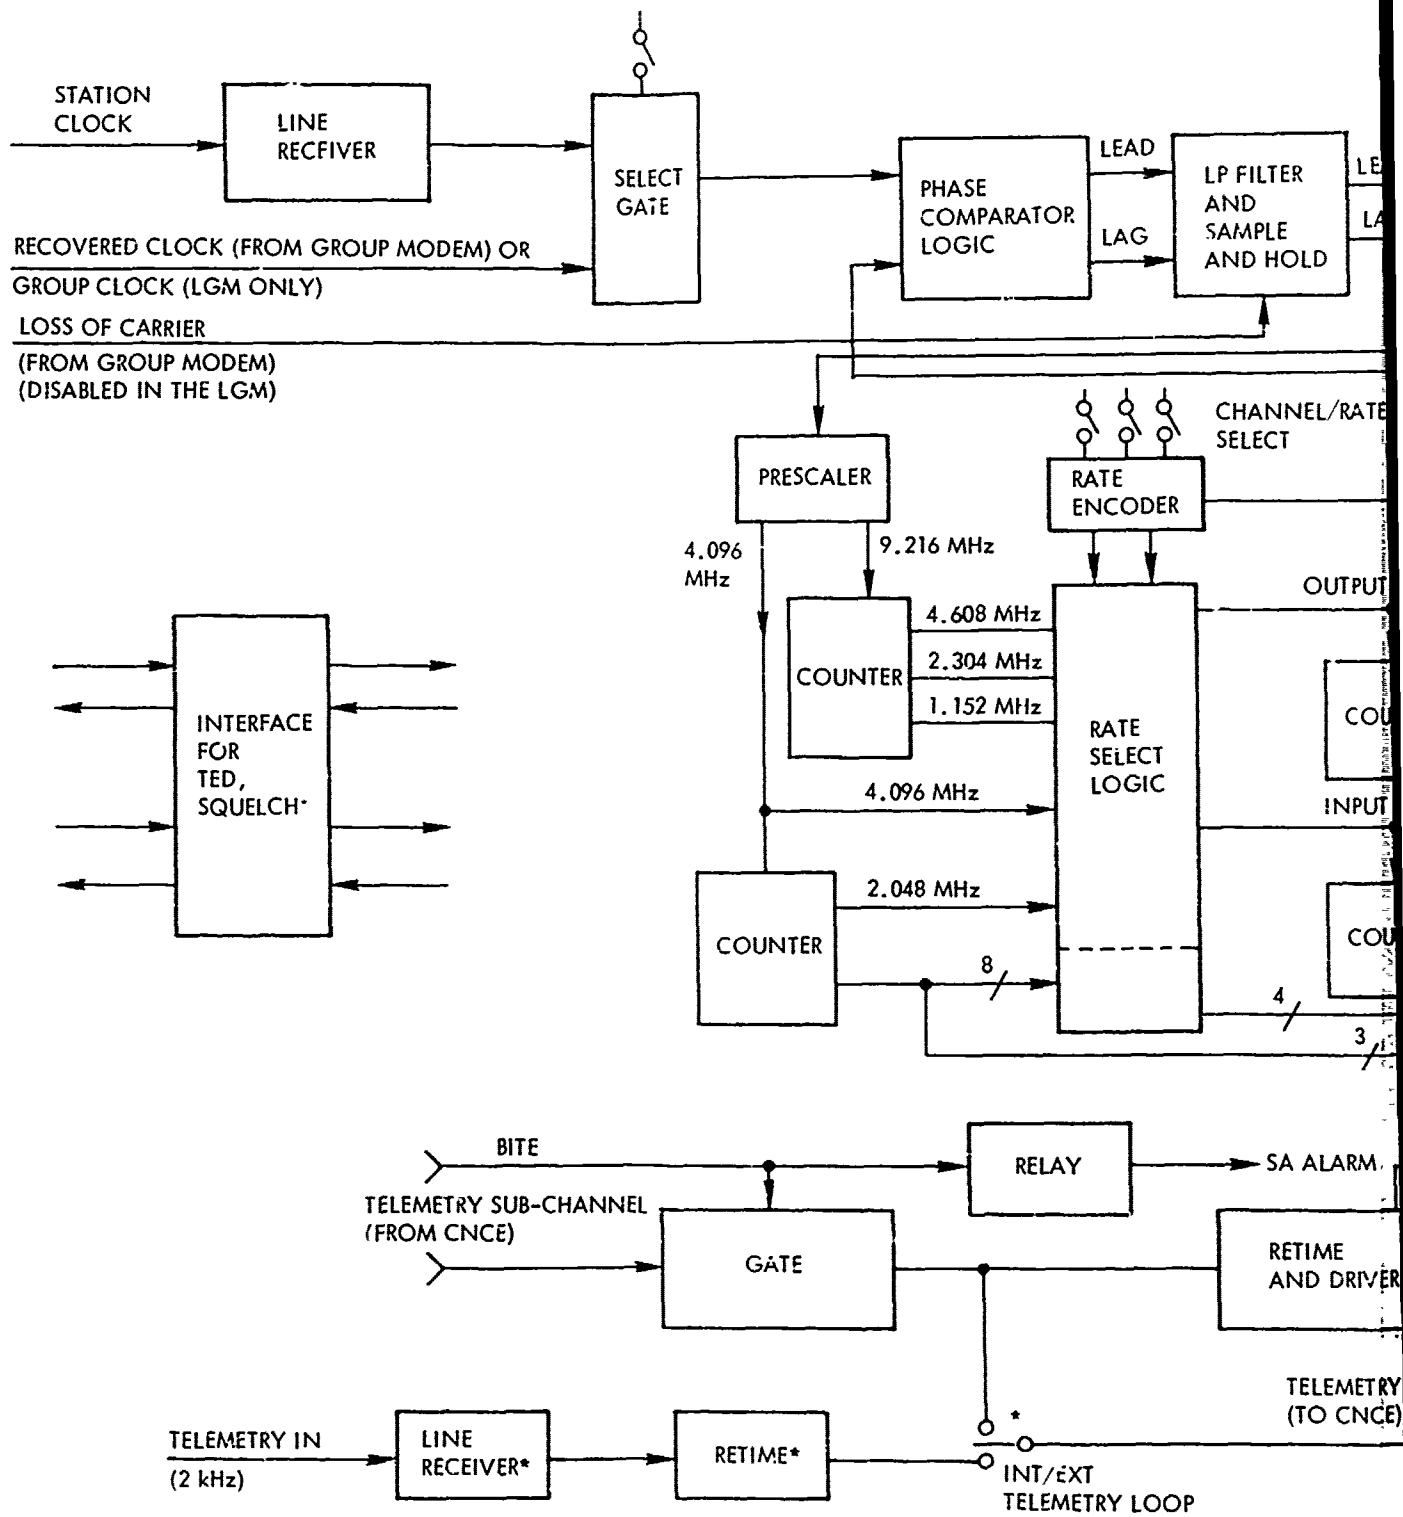 STATION
CLOCK
LINE
RECFIVER
SELECT
GATE
RECOVERED CLOCK (FROM GROUP MODEM) OR
GROUP CLOCK (LGM ONLY)
LOSS OF CARRIER
(FROM GROUP MODEM)
(DISABLED IN THE LGM)
PHASE
COMPARATOR
LOGIC
LEAD
LAG
LP FILTER
AND
SAMPLE
AND HOLD
LE
LA
CHANNEL/RATE
SELECT
PRESCALER
RATE
ENCODER
4.096
MHz
9.216 MHz
OUTPUT
COUNTER
4.608 MHz
2.304 MHz
1.152 MHz
RATE
SELECT
LOGIC
COU
INTERFACE
FOR
TED,
SQUELCH*
4.096 MHz
INPUT
COUNTER
2.048 MHz
8
COU
4
3
BITE
RELAY
SA ALARM
TELEMETRY SUB-CHANNEL
(FROM CNCE)
GATE
RETIME
AND DRIVER
TELEMETRY
(TO CNCE)
TELEMETRY IN
(2 kHz)
LINE
RECEIVER*
RETIME*
*
INT/EXT
TELEMETRY LOOP